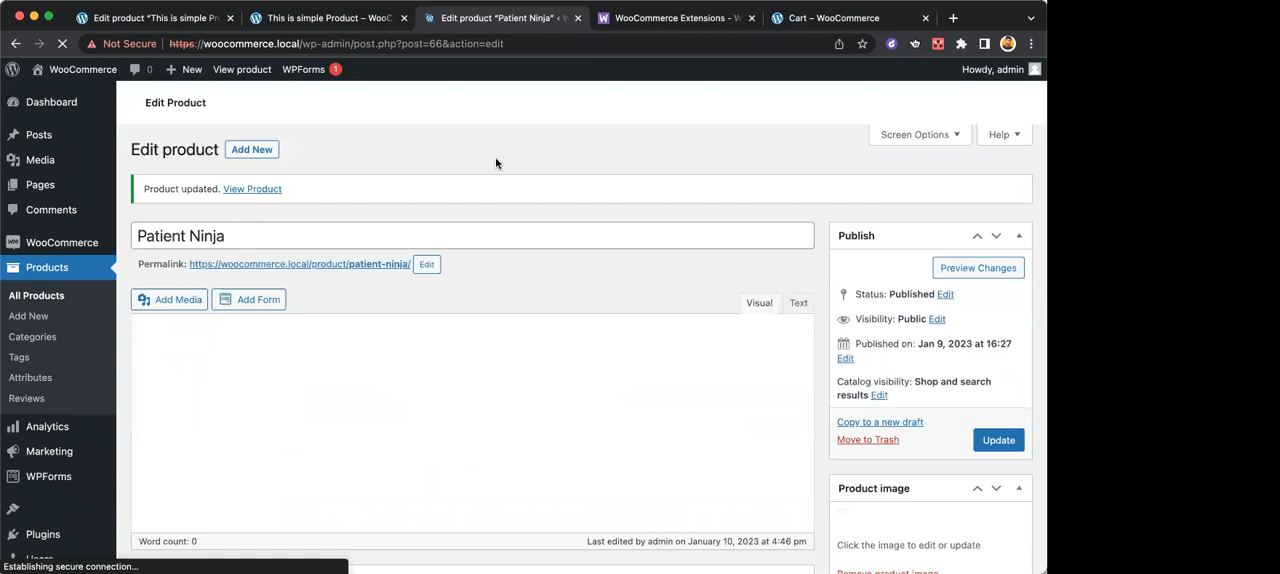 Edit product "This is simple Pr
This is simple Product – WooC
Edit product "Patient Ninja" ‹ W
WooCommerce Extensions - W
Cart – WooCommerce
Not Secure
https://woocommerce.local/wp-admin/post.php?post=66&action=edit
WooCommerce
0
New
View product
WPForms 1
Howdy, admin
Dashboard
Posts
Media
Pages
Comments
WooCommerce
Products
All Products
Add New
Categories
Tags
Attributes
Reviews
Analytics
Marketing
WPForms
Plugins
Users
Establishing secure connection...
Edit Product
Screen Options
Help
Edit product
Add New
Product updated. View Product
Patient Ninja
Permalink: https://woocommerce.local/product/patient-ninja/ Edit
Add Media
Add Form
Visual
Text
Word count: 0
Last edited by admin on January 10, 2023 at 4:46 pm
Publish
Preview Changes
Status: Published Edit
Visibility: Public Edit
Published on: Jan 9, 2023 at 16:27
Edit
Catalog visibility: Shop and search
results Edit
Copy to a new draft
Move to Trash
Update
Product image
Click the image to edit or update
Remove product image